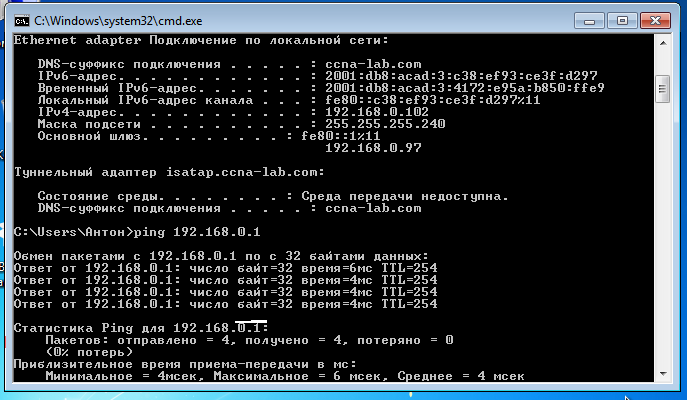 C:\Windows\system32\cmd.exe
Ethernet adapter Подключение по локальной сети:
DNS-суффикс подключения . . . . . : ccna-lab.com
IPv6-адрес. . . . . . . . . . . . : 2001:db8:acad:3:c38:ef93:ce3f:d297
Временный IPv6-адрес. . . . . . . : 2001:db8:acad:3:4172:e95a:b850:ffe9
Локальный IPv6-адрес канала . . . : fe80::c38:ef93:ce3f:d297%11
IPv4-адрес. . . . . . . . . . . . : 192.168.0.102
Маска подсети . . . . . . . . . . : 255.255.255.240
Основной шлюз. . . . . . . . . : fe80::1%11
192.168.0.97
Туннельный адаптер isatap.ccna-lab.com:
Состояние среды. . . . . . . . : Среда передачи недоступна.
DNS-суффикс подключения . . . . . : ccna-lab.com
C:\Users\Антон>ping 192.168.0.1
Обмен пакетами с 192.168.0.1 по с 32 байтами данных:
Ответ от 192.168.0.1: число байт=32 время=6мс TTL=254
Ответ от 192.168.0.1: число байт=32 время=4мс TTL=254
Ответ от 192.168.0.1: число байт=32 время=4мс TTL=254
Ответ от 192.168.0.1: число байт=32 время=4мс TTL=254
Статистика Ping для 192.168.0.1:
Пакетов: отправлено = 4, получено = 4, потеряно = 0
(0% потерь)
Приблизительное время приема-передачи в мс:
Минимальное = 4мсек, Максимальное = 6 мсек, Среднее = 4 мсек